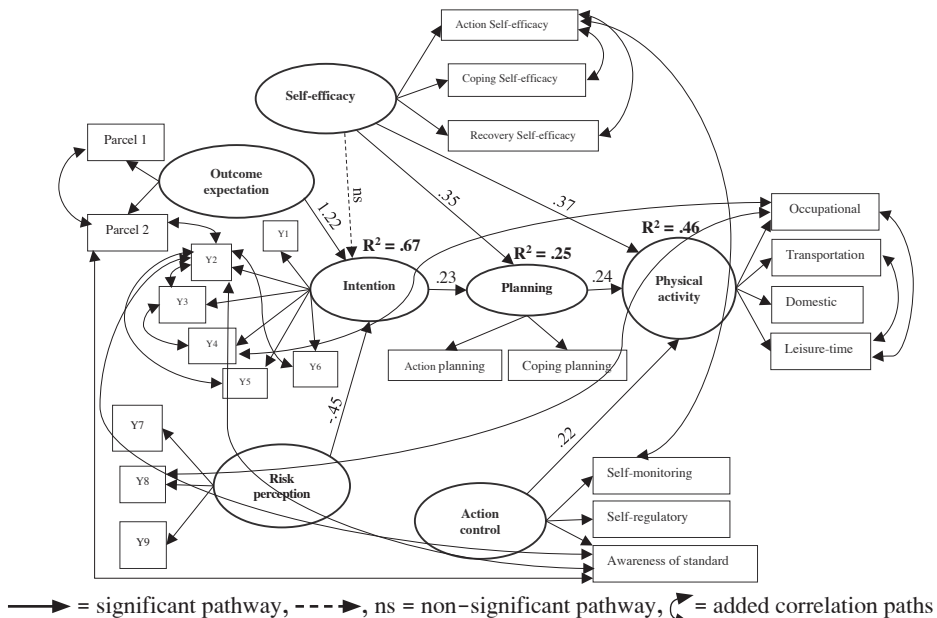 Action Self-efficacy
Coping Self-efficacy
Self-efficacy
Recovery Self-efficacy
Parcel 1
Outcome
expectation
ns
.35
.37
1.22
Parcel 2
Occupational
Y1
R² = .67
R² = .25
R² = .46
Y2
Transportation
Intention
.23
Planning
.24
Physical
activity
Y3
Domestic
Y4
Leisure-time
Y5
Y6
Action planning
Coping planning
-.45
.22
Y7
Y8
Risk
perception
Self-monitoring
Action
control
Self-regulatory
Y9
Awareness of standard
= significant pathway, , ns = non-significant pathway, = added correlation paths